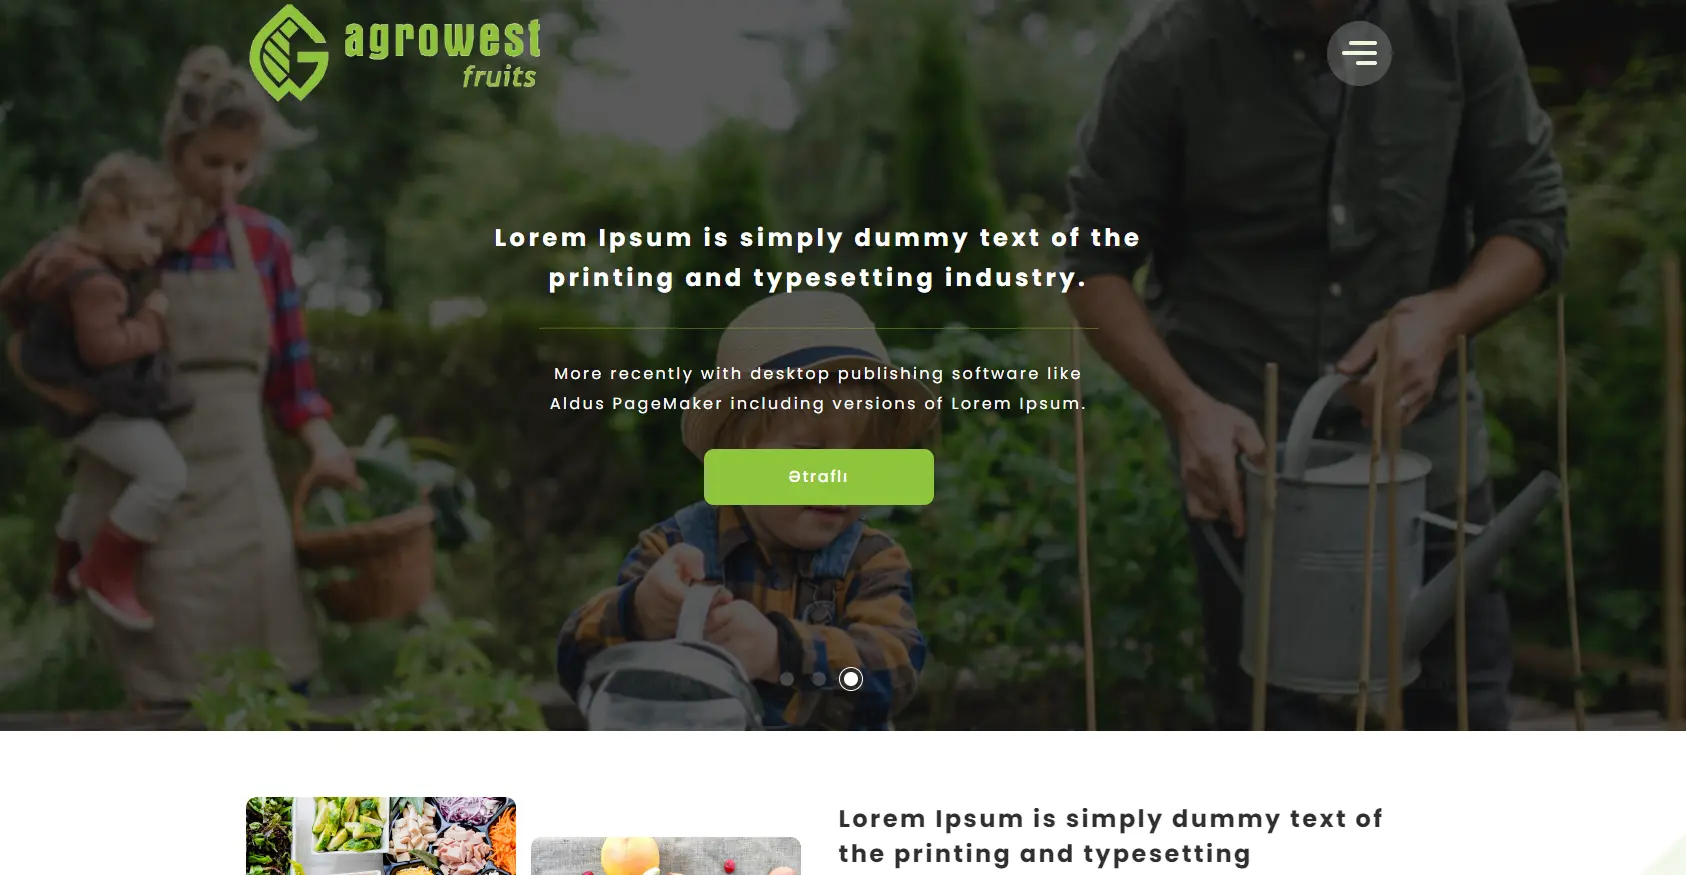 agrowest
fruits
Lorem Ipsum is simply dummy text of the
printing and typesetting industry.
More recently with desktop publishing software like
Aldus PageMaker including versions of Lorem Ipsum.
Ətraflı
Lorem Ipsum is simply dummy text of
the printing and typesetting